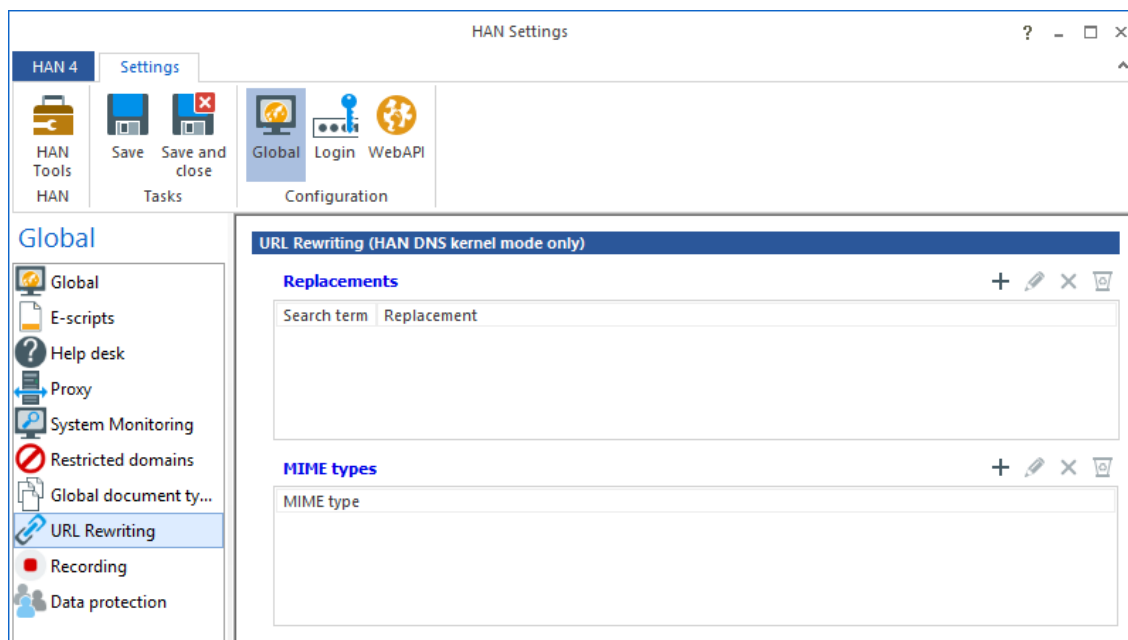 HAN Settings
?
HAN 4 Settings
HAN Tools
Save
Save and close
Global
Login
WebAPI
HAN
Tasks
Configuration
Global
Global
E-scripts
Help desk
Proxy
System Monitoring
Restricted domains
Global document ty...
URL Rewriting
Recording
Data protection
URL Rewriting (HAN DNS kernel mode only)
Replacements
Search term Replacement
MIME types
MIME type